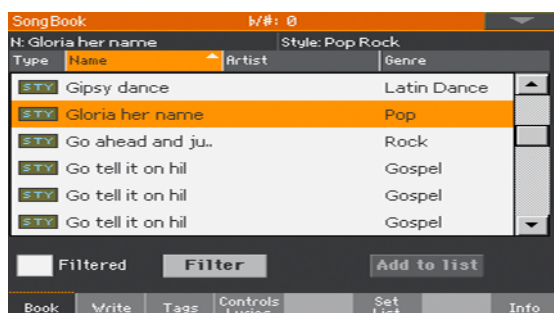 SongBook b/#: 0
N: Gloria her name Style: Pop Rock
Type Name Artist Genre
STY Gipsy dance Latin Dance
STY Gloria her name Pop
STY Go ahead and ju.. Rock
STY Go tell it on hil Gospel
STY Go tell it on hil Gospel
STY Go tell it on hil Gospel
Filtered Filter Add to list
Book Write Tags Controls Set List Info